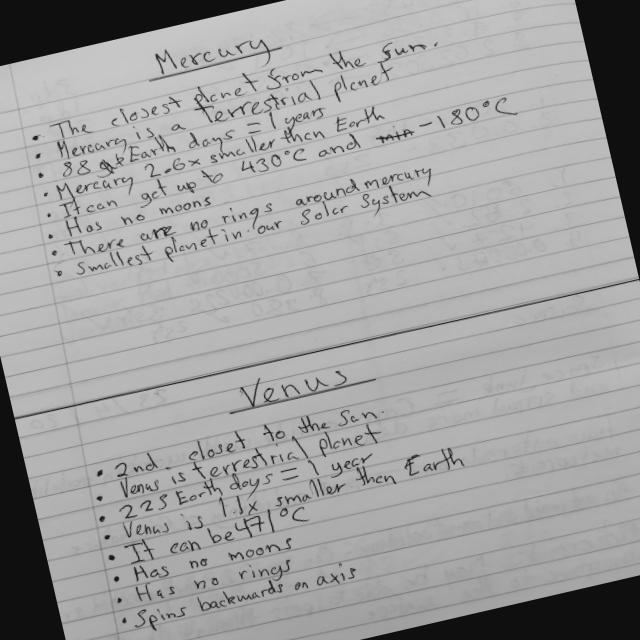 Mercury
• The closest planet from the Sun.
• Mercury is a terrestrial planet
• 88 Earth days = 1 years
• Mercury 2.6x smaller than Earth
• It can get up to 430°C and -180°C
• Has no moons
• There are no rings around mercury
• Smallest planet in our Solar System
Venus
• 2nd closet to the Sun.
• Venus is terrestrial planet
• 225 Earth days = 1 year
• Venus is 1.1x smaller then Earth
• It can be 471°C
• Has no moons
• Has no rings
• Spins backwards on axis